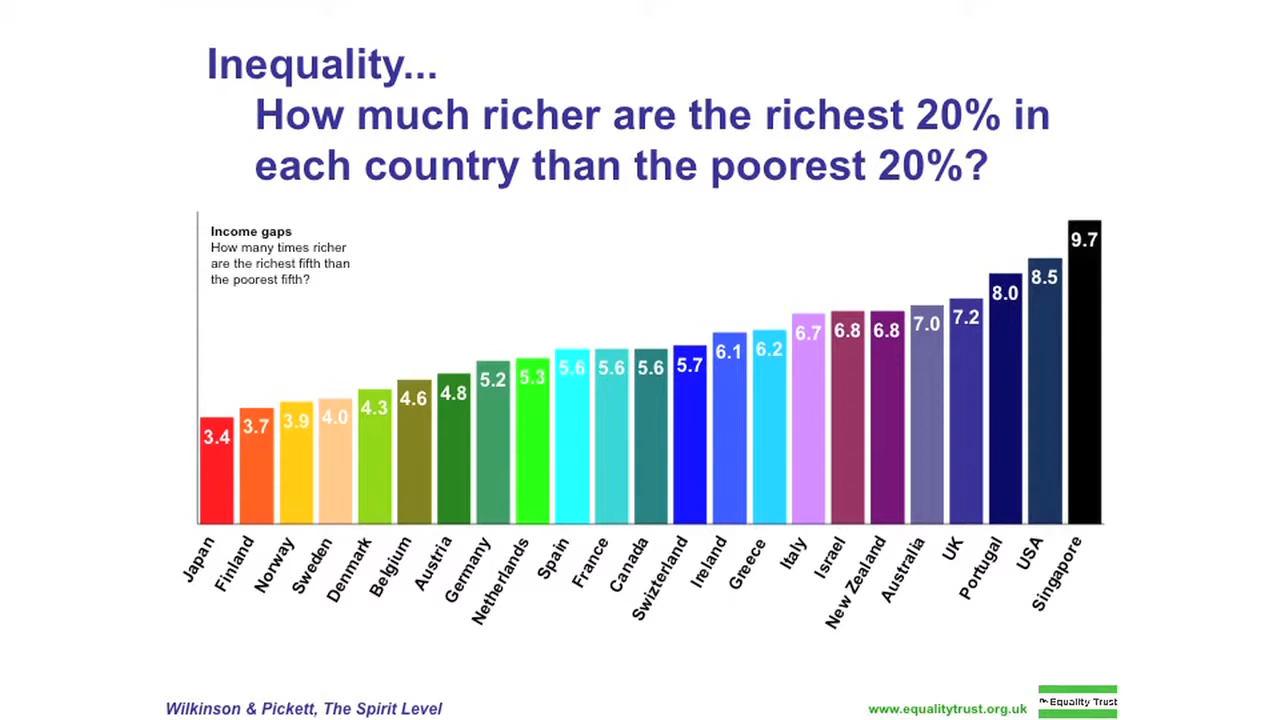 Inequality...
How much richer are the richest 20% in
each country than the poorest 20%?
Income gaps
How many times richer
are the richest fifth than
the poorest fifth?
3.4
3.7
3.9
4.0
4.3
4.6
4.8
5.2
5.3
5.6
5.6
5.6
5.7
6.1
6.2
6.7
6.8
6.8
7.0
7.2
8.0
8.5
9.7
Japan
Finland
Norway
Sweden
Denmark
Belgium
Austria
Germany
Netherlands
Spain
France
Canada
Swizterland
Ireland
Greece
Italy
Israel
New Zealand
Australia
UK
Portugal
USA
Singapore
Wilkinson & Pickett, The Spirit Level
www.equalitytrust.org.uk
The Equality Trust